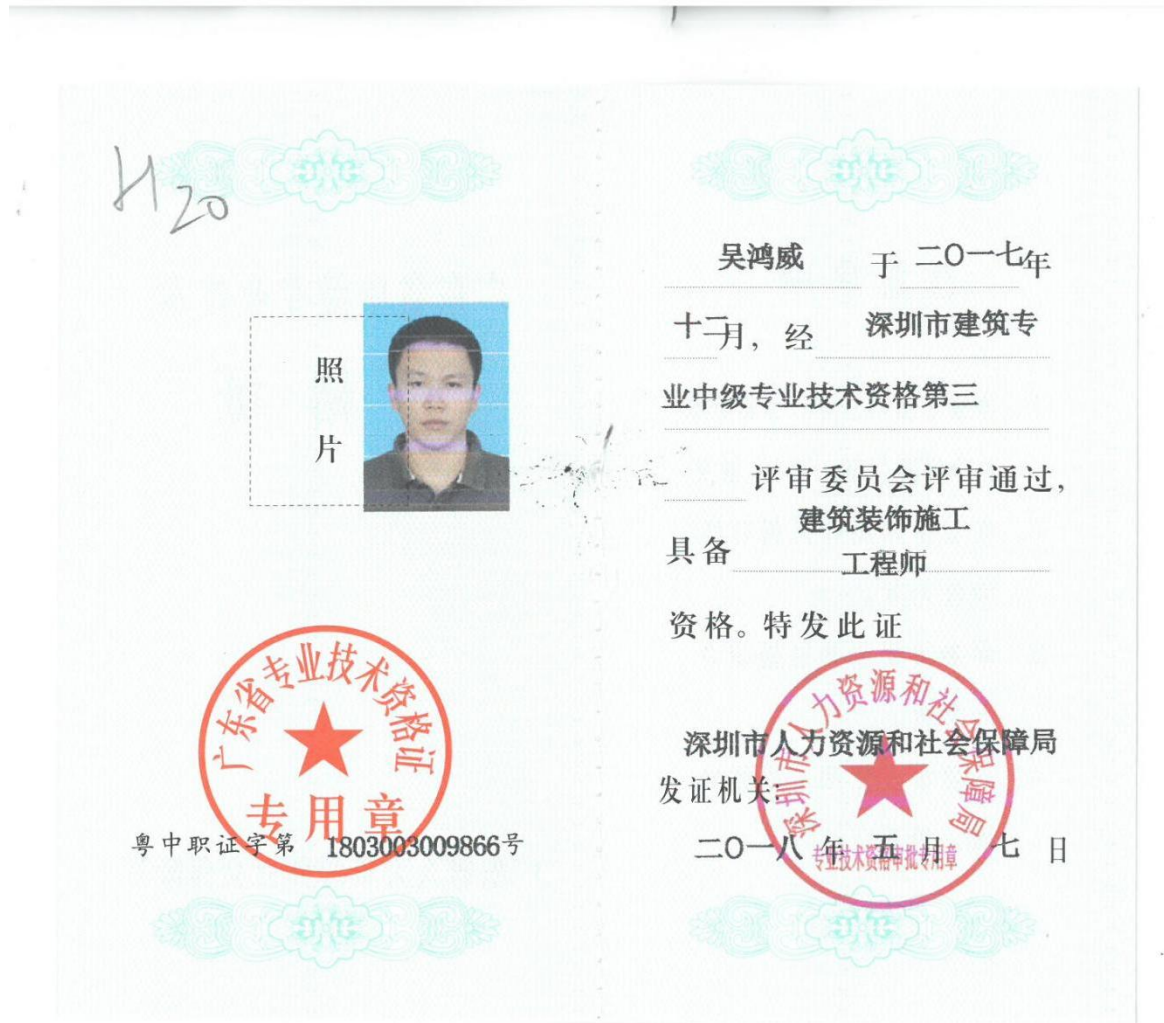 H20
照
片
广东省专业技术资格证
专用章
粤中职证字第 1803003009866号
吴鸿威 于 二〇一七年
十二月，经 深圳市建筑专
业中级专业技术资格第三
评审委员会评审通过，
建筑装饰施工
具备 工程师
资格。特发此证
深圳市人力资源和社会保障局
深圳市人力资源和社会保障局
发证机关：
二〇一八 年 五 月 七 日
专业技术资格审批专用章